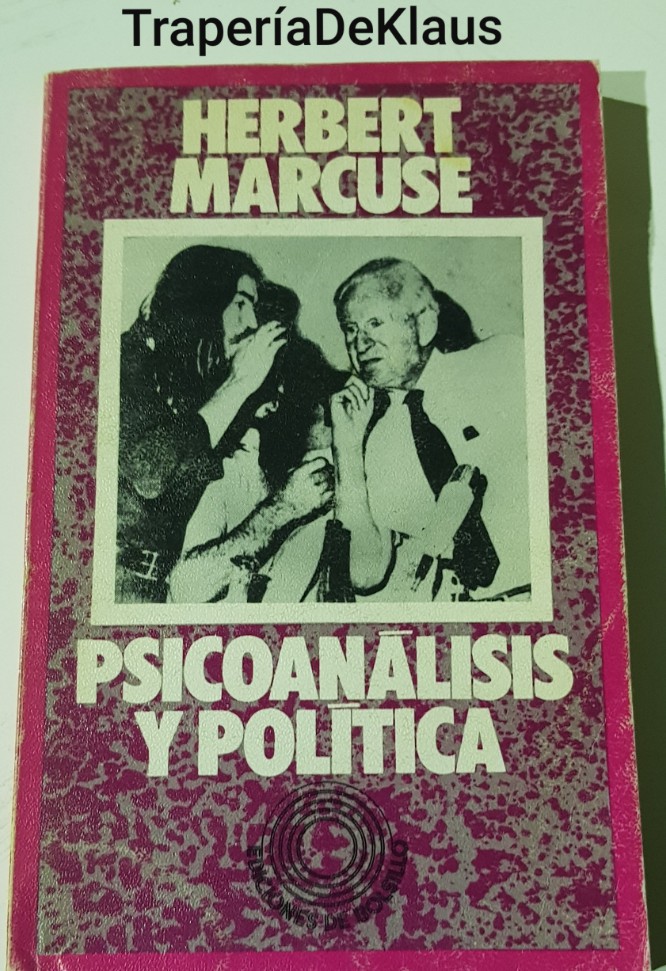 TraperíaDeKlaus
HERBERT
MARCUSE
PSICOANÁLISIS
Y POLÍTICA
EDICIONES DE BOLSILLO